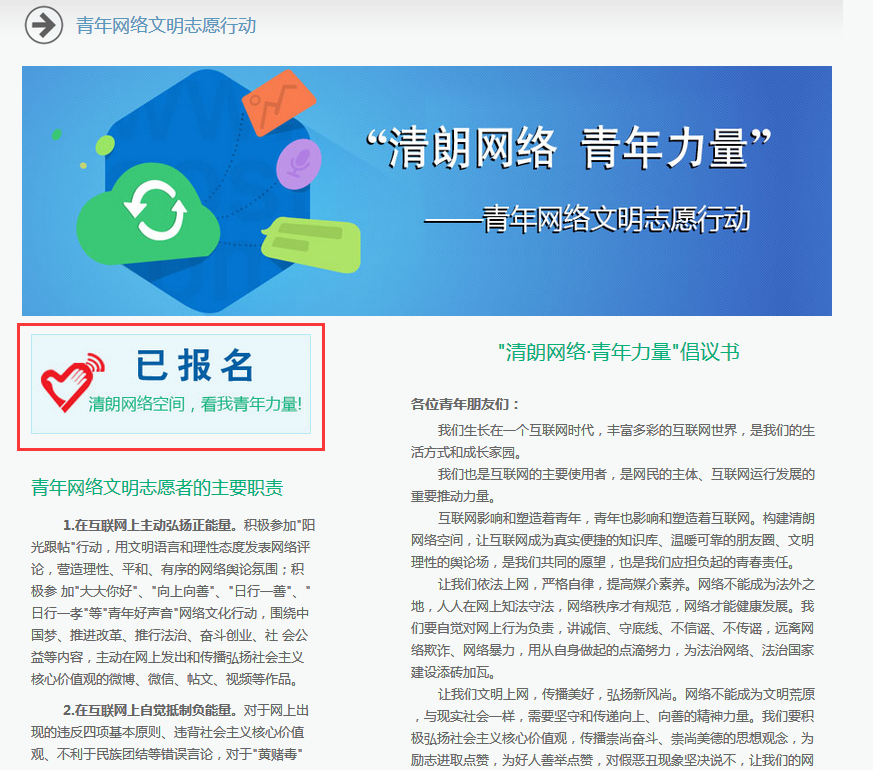 青年网络文明志愿行动
“清朗网络 青年力量”
——青年网络文明志愿行动
已报名
清朗网络空间，看我青年力量!
青年网络文明志愿者的主要职责
1.在互联网上主动弘扬正能量。积极参加"阳
光跟帖"行动，用文明语言和理性态度发表网络评
论，营造理性、平和、有序的网络舆论氛围；积
极参 加"大大你好"、"向上向善"、"日行一善"、"
日行一孝"等"青年好声音"网络文化行动，围绕中
国梦、推进改革、推行法治、奋斗创业、社 会公
益等内容，主动在网上发出和传播弘扬社会主义
核心价值观的微博、微信、帖文、视频等作品。
2.在互联网上自觉抵制负能量。对于网上出
现的违反四项基本原则、违背社会主义核心价值
观、不利于民族团结等错误言论，对于"黄赌毒"
"清朗网络·青年力量"倡议书
各位青年朋友们：
我们生长在一个互联网时代，丰富多彩的互联网世界，是我们的生
活方式和成长家园。
我们也是互联网的主要使用者，是网民的主体、互联网运行发展的
重要推动力量。
互联网影响和塑造着青年，青年也影响和塑造着互联网。构建清朗
网络空间，让互联网成为真实便捷的知识库、温暖可靠的朋友圈、文明
理性的舆论场，是我们共同的愿望，也是我们应担负起的青春责任。
让我们依法上网，严格自律，提高媒介素养。网络不能成为法外之
地，人人在网上知法守法，网络秩序才有规范，网络才能健康发展。我
们要自觉对网上行为负责，讲诚信、守底线、不信谣、不传谣，远离网
络欺诈、网络暴力，用从自身做起的点滴努力，为法治网络、法治国家
建设添砖加瓦。
让我们文明上网，传播美好，弘扬新风尚。网络不能成为文明荒原
，与现实社会一样，需要坚守和传递向上、向善的精神力量。我们要积
极弘扬社会主义核心价值观，传播崇尚奋斗、崇尚美德的思想观念，为
励志进取点赞，为好人善举点赞，对假恶丑现象坚决说不，让我们的网